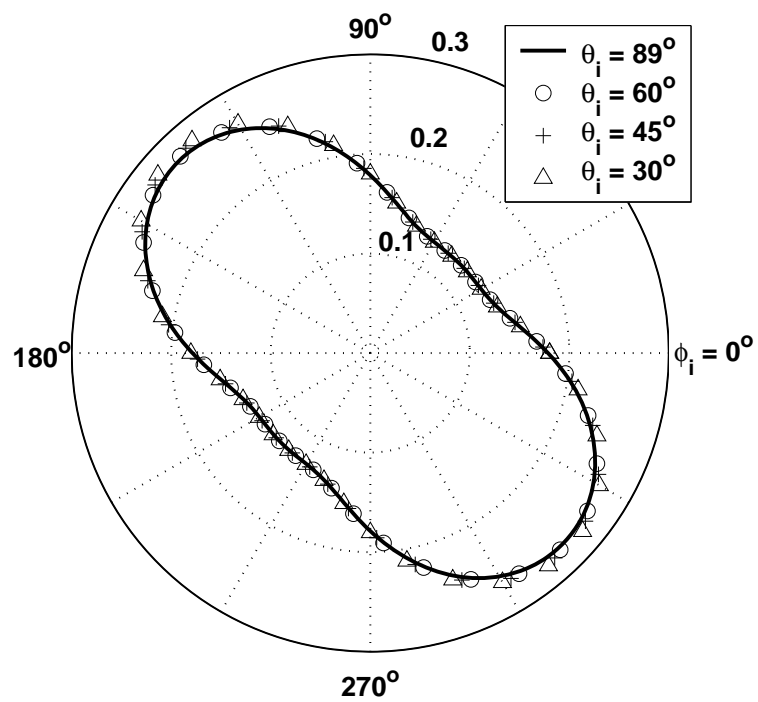 90°
0.3
θi = 89°
θi = 60°
θi = 45°
θi = 30°
0.2
0.1
180°
ϕi = 0°
270°